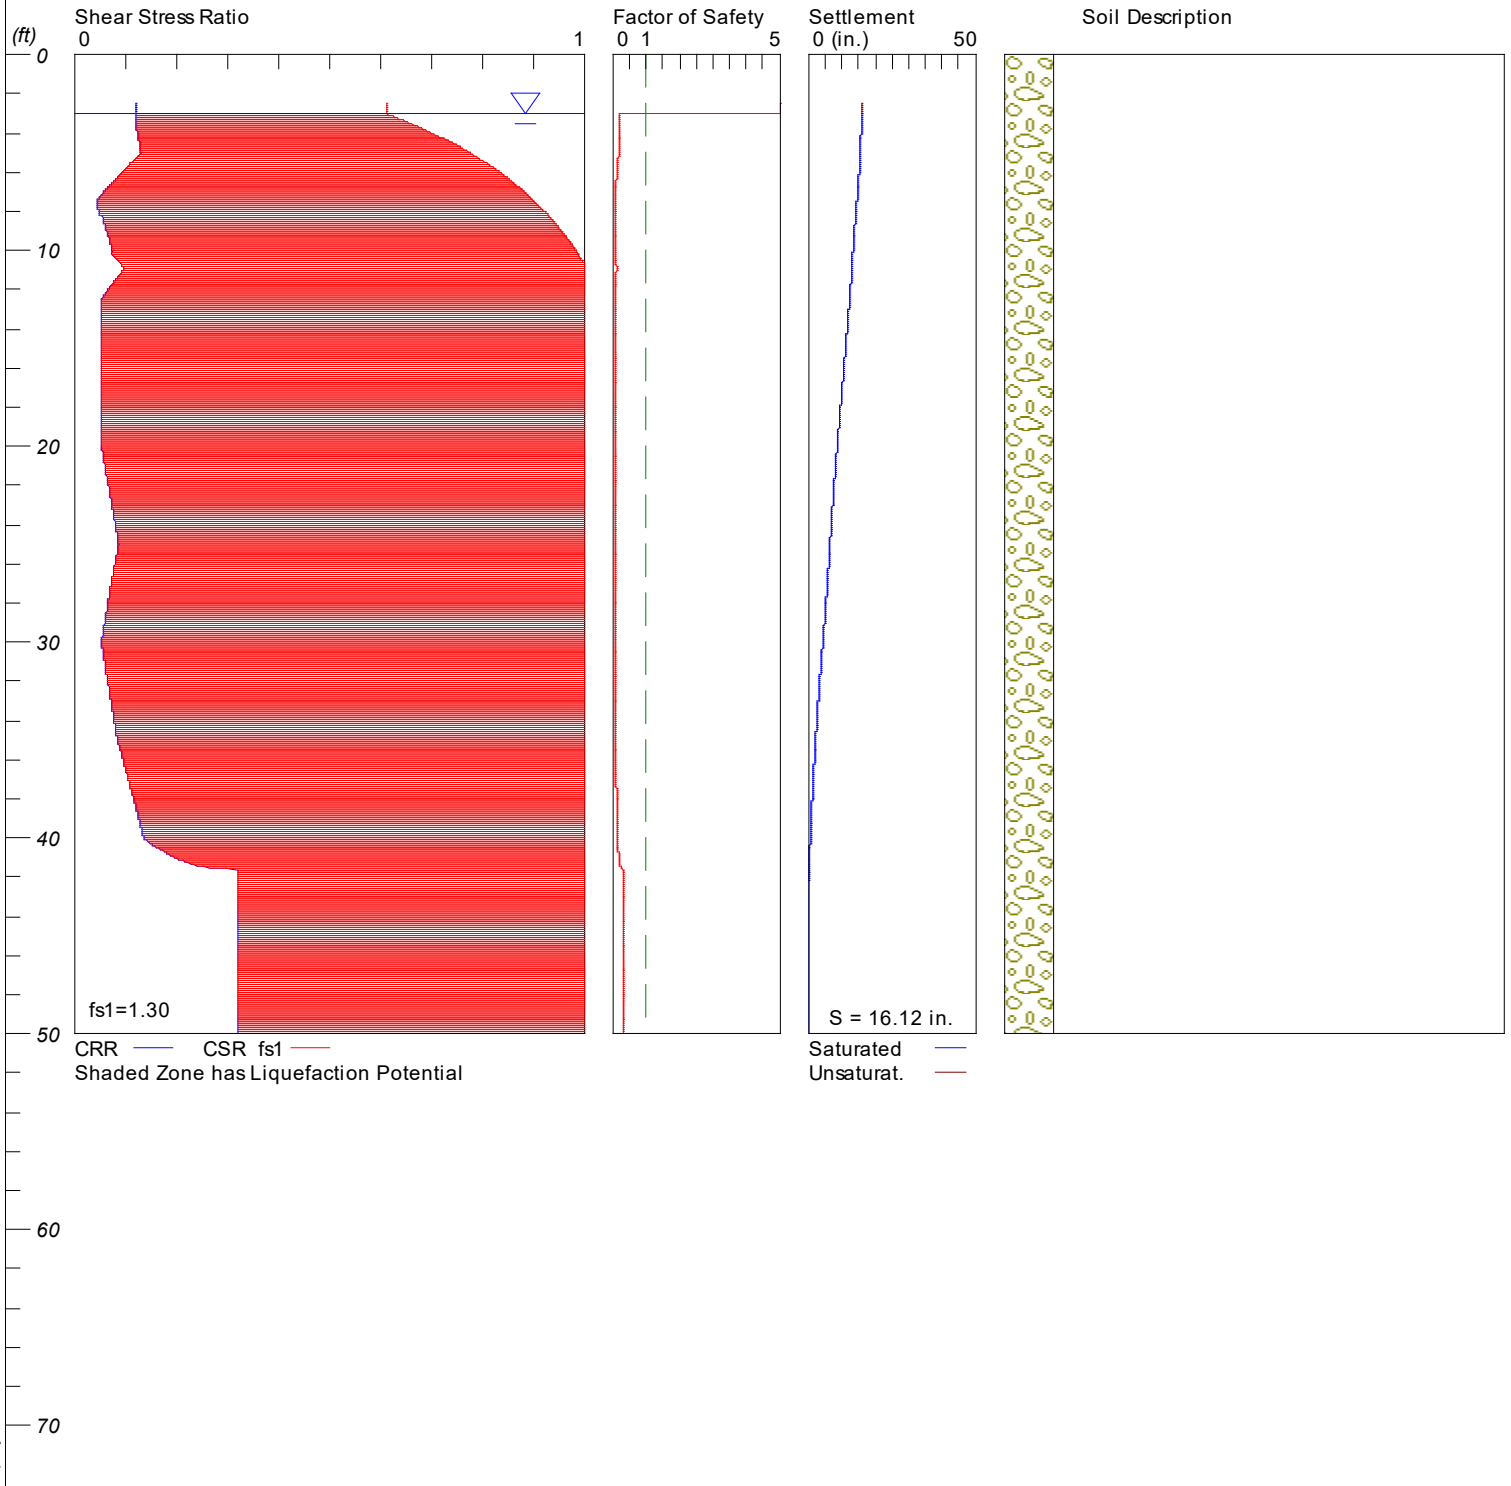 Shear Stress Ratio Factor of Safety Settlement Soil Description
(ft) 0 1 0 1 5 0 (in.) 50
0
10
20
30
40
fs1=1.30 S = 16.12 in.
50
CRR CSR fs1 Saturated
Shaded Zone has Liquefaction Potential Unsaturat.
60
70